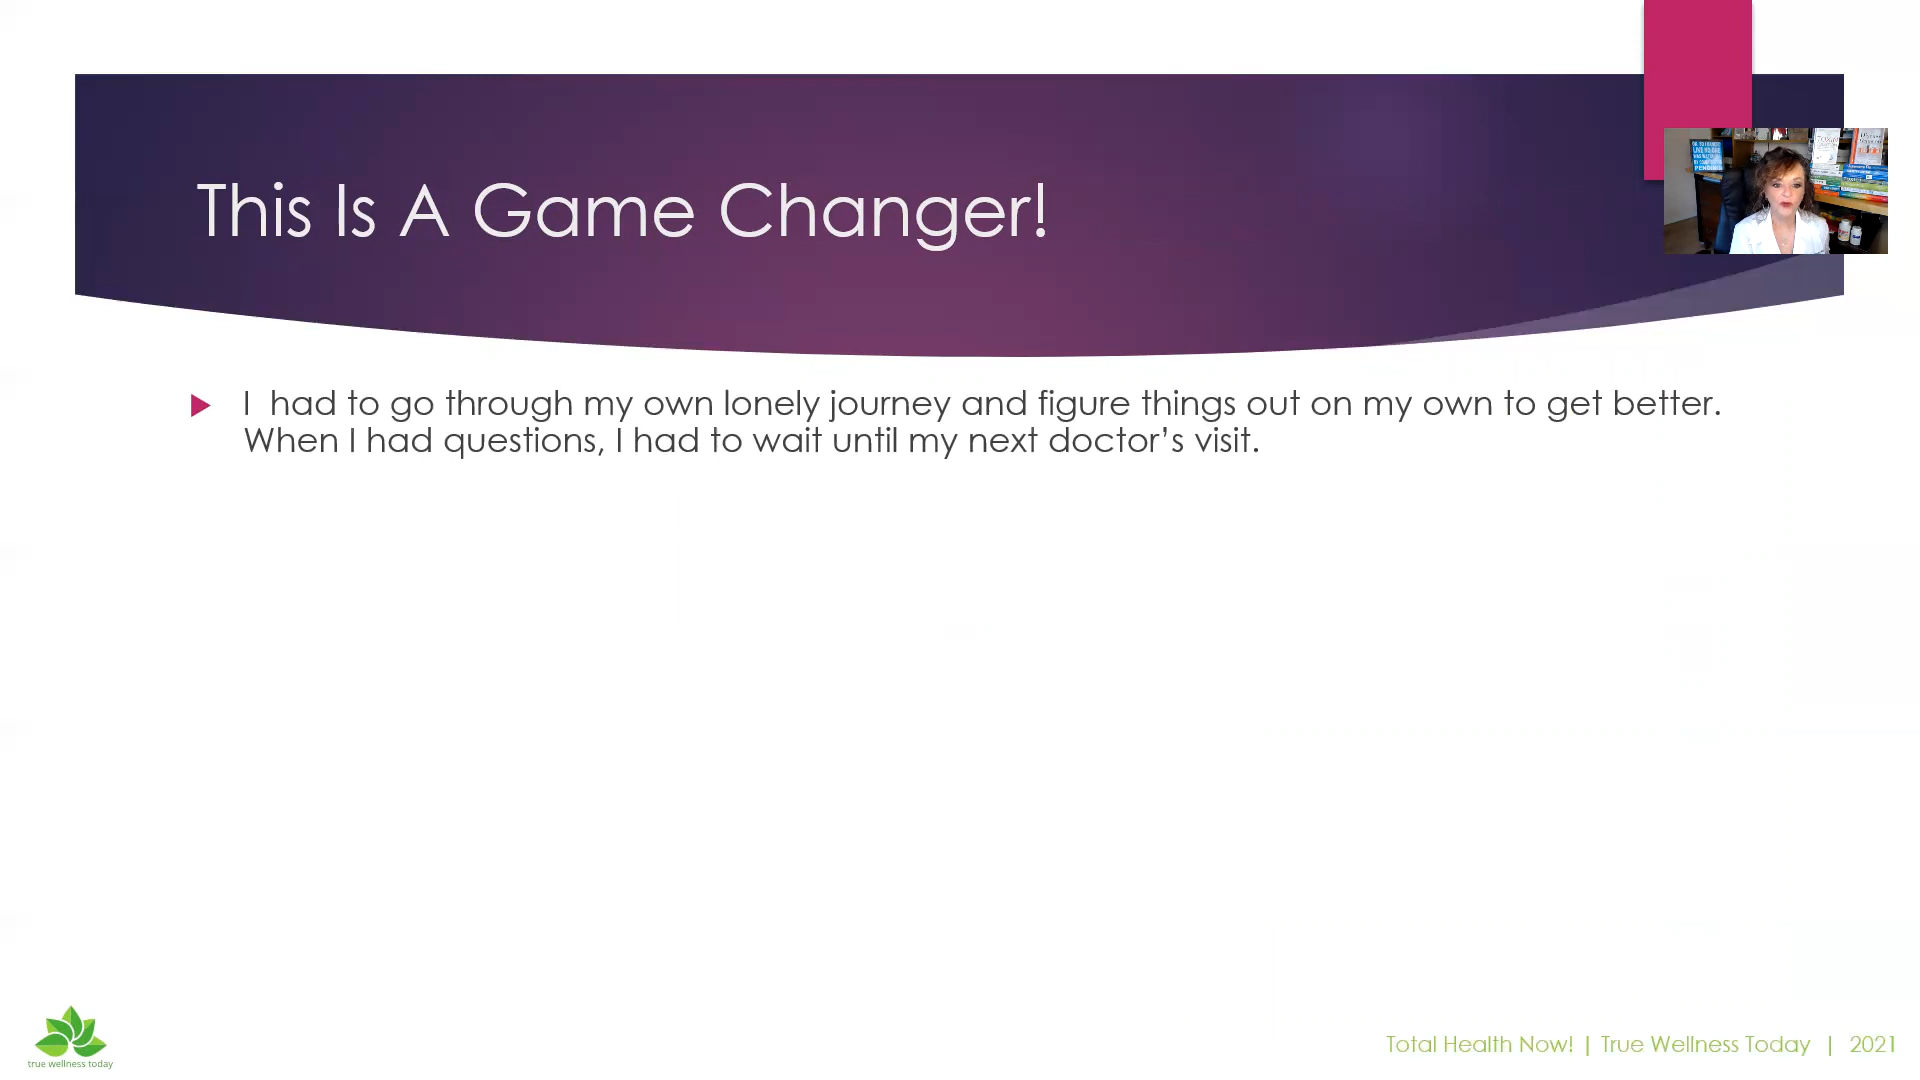 This Is A Game Changer!
I had to go through my own lonely journey and figure things out on my own to get better.
When I had questions, I had to wait until my next doctor’s visit.
true wellness today
Total Health Now! | True Wellness Today | 2021